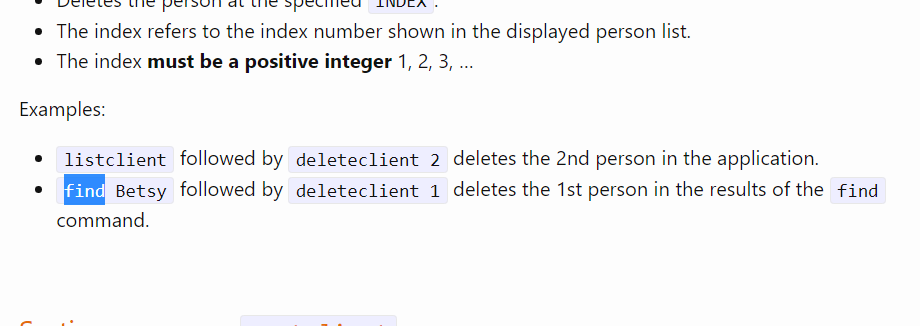 • Deletes the person at the specified INDEX.
• The index refers to the index number shown in the displayed person list.
• The index must be a positive integer 1, 2, 3, …
Examples:
• listclient followed by deleteclient 2 deletes the 2nd person in the application.
• find Betsy followed by deleteclient 1 deletes the 1st person in the results of the find
command.